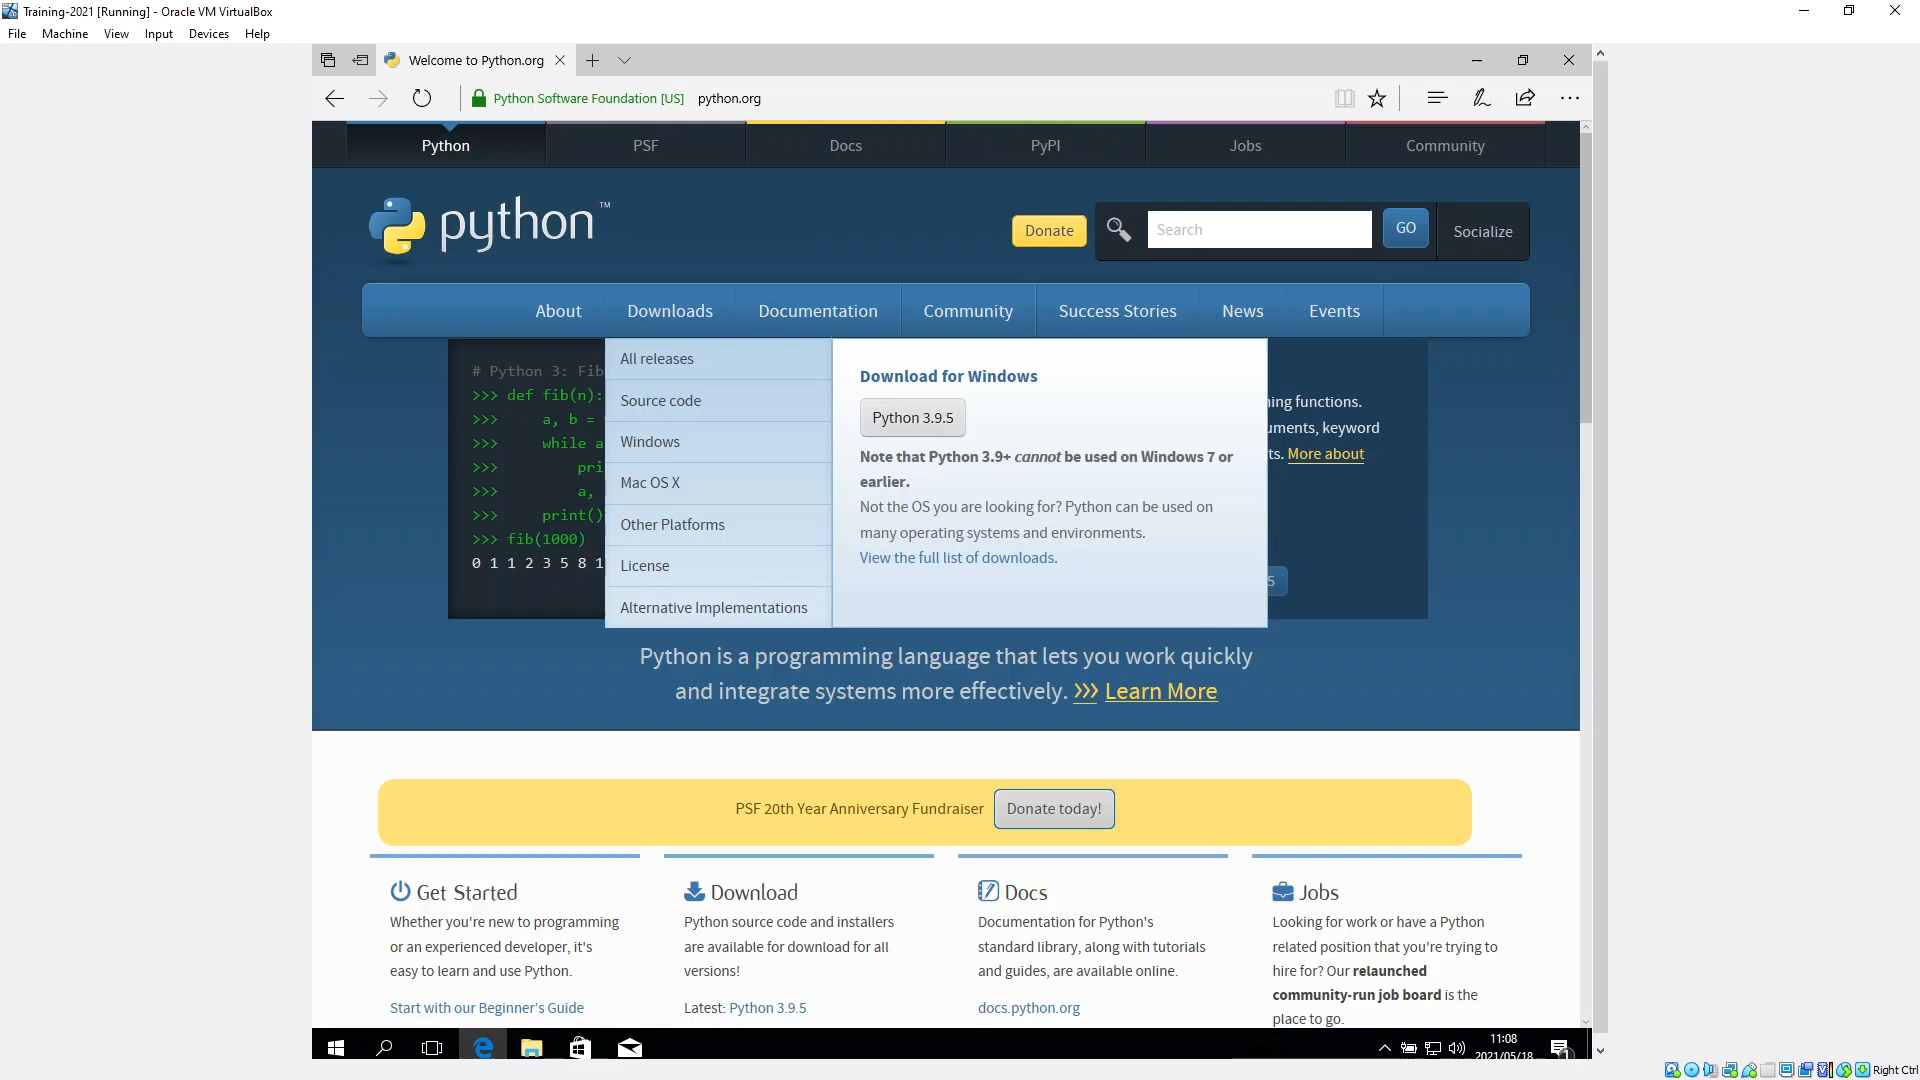 Training-2021 [Running] - Oracle VM VirtualBox
File Machine View Input Devices Help
Welcome to Python.org
Python Software Foundation [US] python.org
Python PSF Docs PyPI Jobs Community
python™
Donate Search GO Socialize
About Downloads Documentation Community Success Stories News Events
All releases
Source code
Windows
Mac OS X
Other Platforms
License
Alternative Implementations
Download for Windows
Python 3.9.5
Note that Python 3.9+ cannot be used on Windows 7 or
earlier.
Not the OS you are looking for? Python can be used on
many operating systems and environments.
View the full list of downloads.
# Python 3: Fib
>>> def fib(n):
>>> a, b =
>>> while a
>>> pri
>>> a,
>>> print()
>>> fib(1000)
0 1 1 2 3 5 8 1
ning functions.
uments, keyword
ts. More about
5
Python is a programming language that lets you work quickly
and integrate systems more effectively. >>> Learn More
PSF 20th Year Anniversary Fundraiser Donate today!
Get Started
Whether you're new to programming
or an experienced developer, it's
easy to learn and use Python.
Start with our Beginner's Guide
Download
Python source code and installers
are available for download for all
versions!
Latest: Python 3.9.5
Docs
Documentation for Python's
standard library, along with tutorials
and guides, are available online.
docs.python.org
Jobs
Looking for work or have a Python
related position that you're trying to
hire for? Our relaunched
community-run job board is the
place to go.
11:08
2021/05/18
1
Right Ctrl